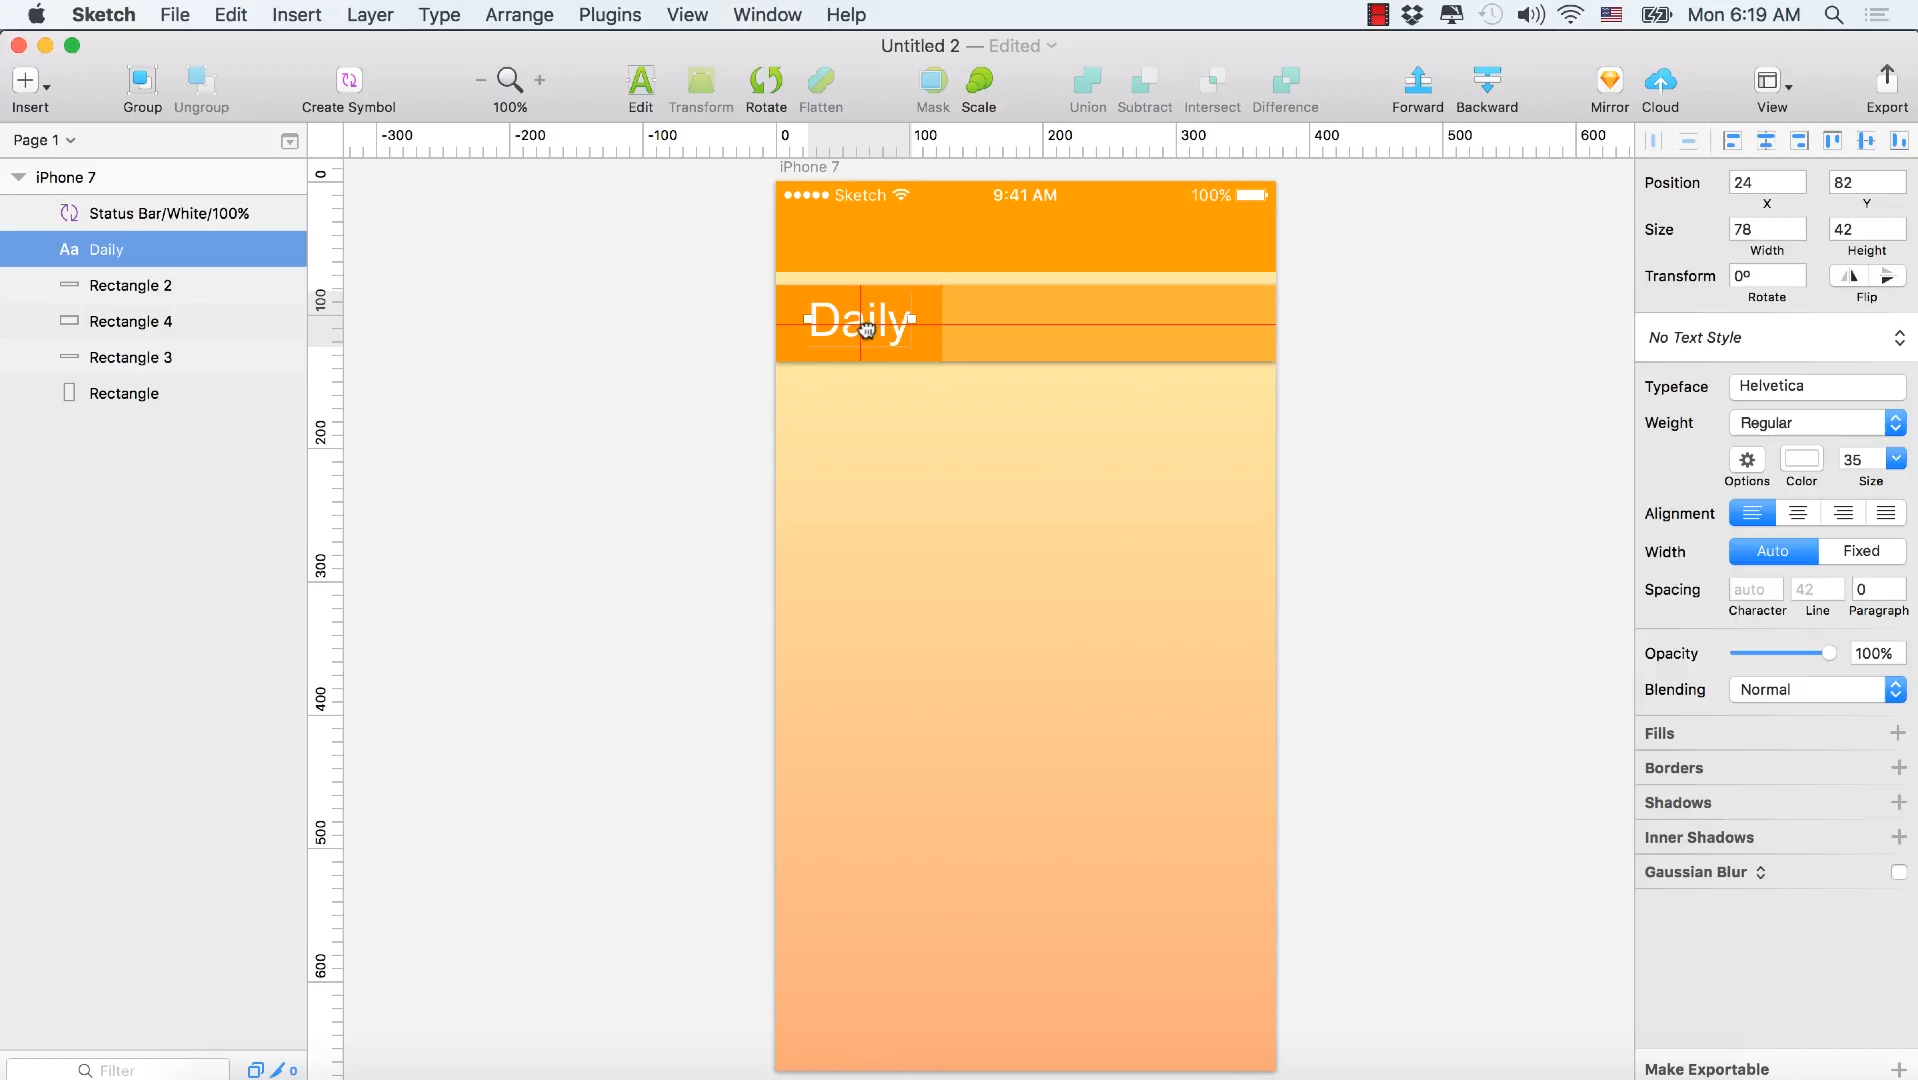 Sketch File Edit Insert Layer Type Arrange Plugins View Window Help Mon 6:19 AM
Untitled 2 — Edited
Insert Group Ungroup Create Symbol 100% Edit Transform Rotate Flatten Mask Scale Union Subtract Intersect Difference Forward Backward Mirror Cloud View Export
Page 1
-300 -200 -100 0 100 200 300 400 500 600
iPhone 7
Status Bar/White/100%
Aa Daily
Rectangle 2
Rectangle 4
Rectangle 3
Rectangle
Filter 0
0
100
200
300
400
500
600
iPhone 7
Sketch 9:41 AM 100%
Daily
Position 24 82
X Y
Size 78 42
Width Height
Transform 0º
Rotate Flip
No Text Style
Typeface Helvetica
Weight Regular
35
Options Color Size
Alignment
Width Auto Fixed
Spacing auto 42 0
Character Line Paragraph
Opacity 100%
Blending Normal
Fills
Borders
Shadows
Inner Shadows
Gaussian Blur
Make Exportable